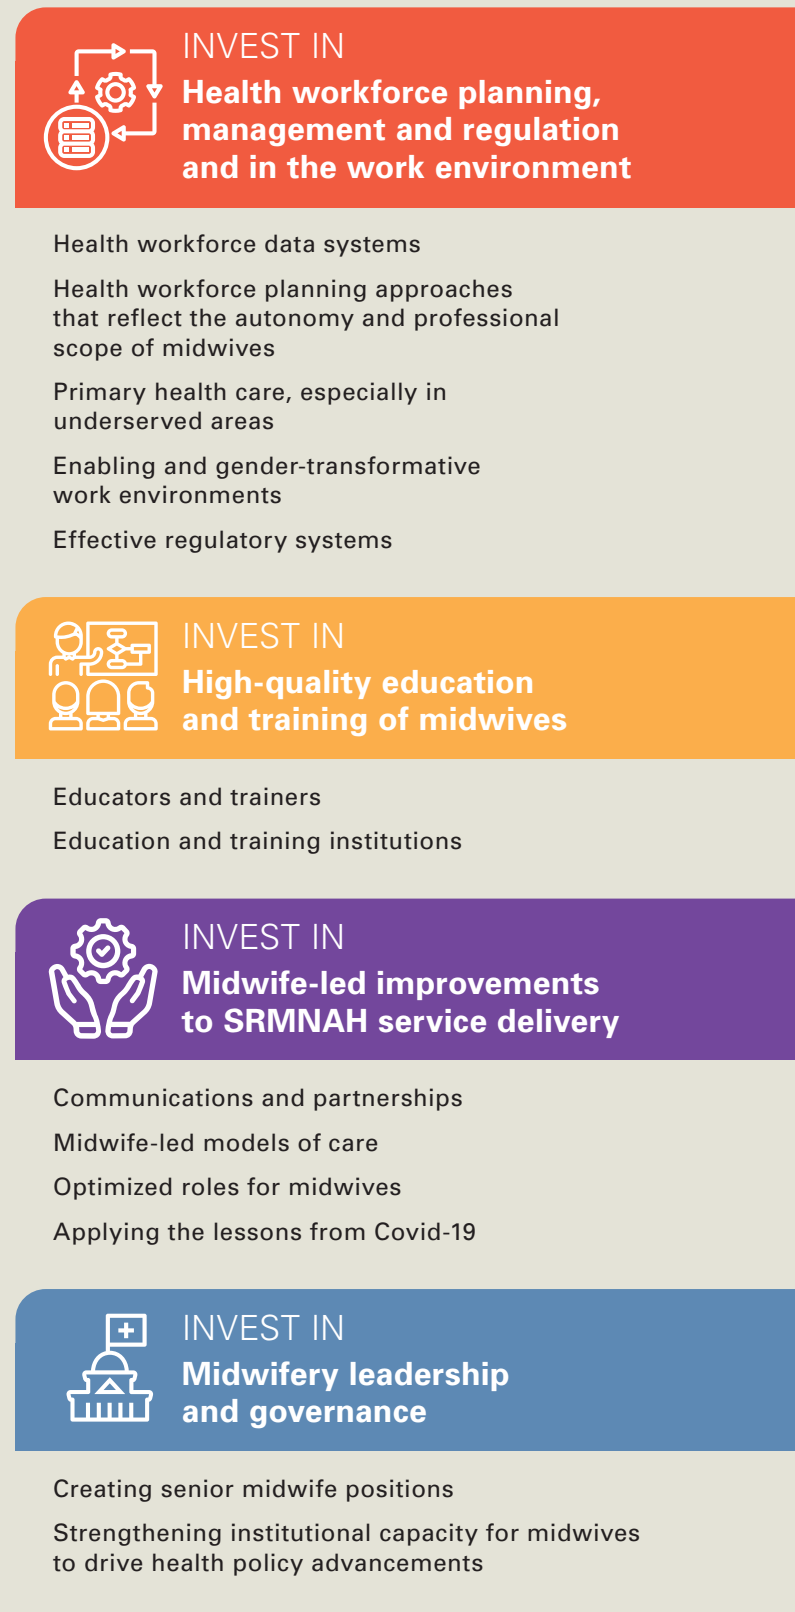 INVEST IN
Health workforce planning,
management and regulation
and in the work environment
Health workforce data systems
Health workforce planning approaches
that reflect the autonomy and professional
scope of midwives
Primary health care, especially in
underserved areas
Enabling and gender-transformative
work environments
Effective regulatory systems
INVEST IN
High-quality education
and training of midwives
Educators and trainers
Education and training institutions
INVEST IN
Midwife-led improvements
to SRMNAH service delivery
Communications and partnerships
Midwife-led models of care
Optimized roles for midwives
Applying the lessons from Covid-19
INVEST IN
Midwifery leadership
and governance
Creating senior midwife positions
Strengthening institutional capacity for midwives
to drive health policy advancements